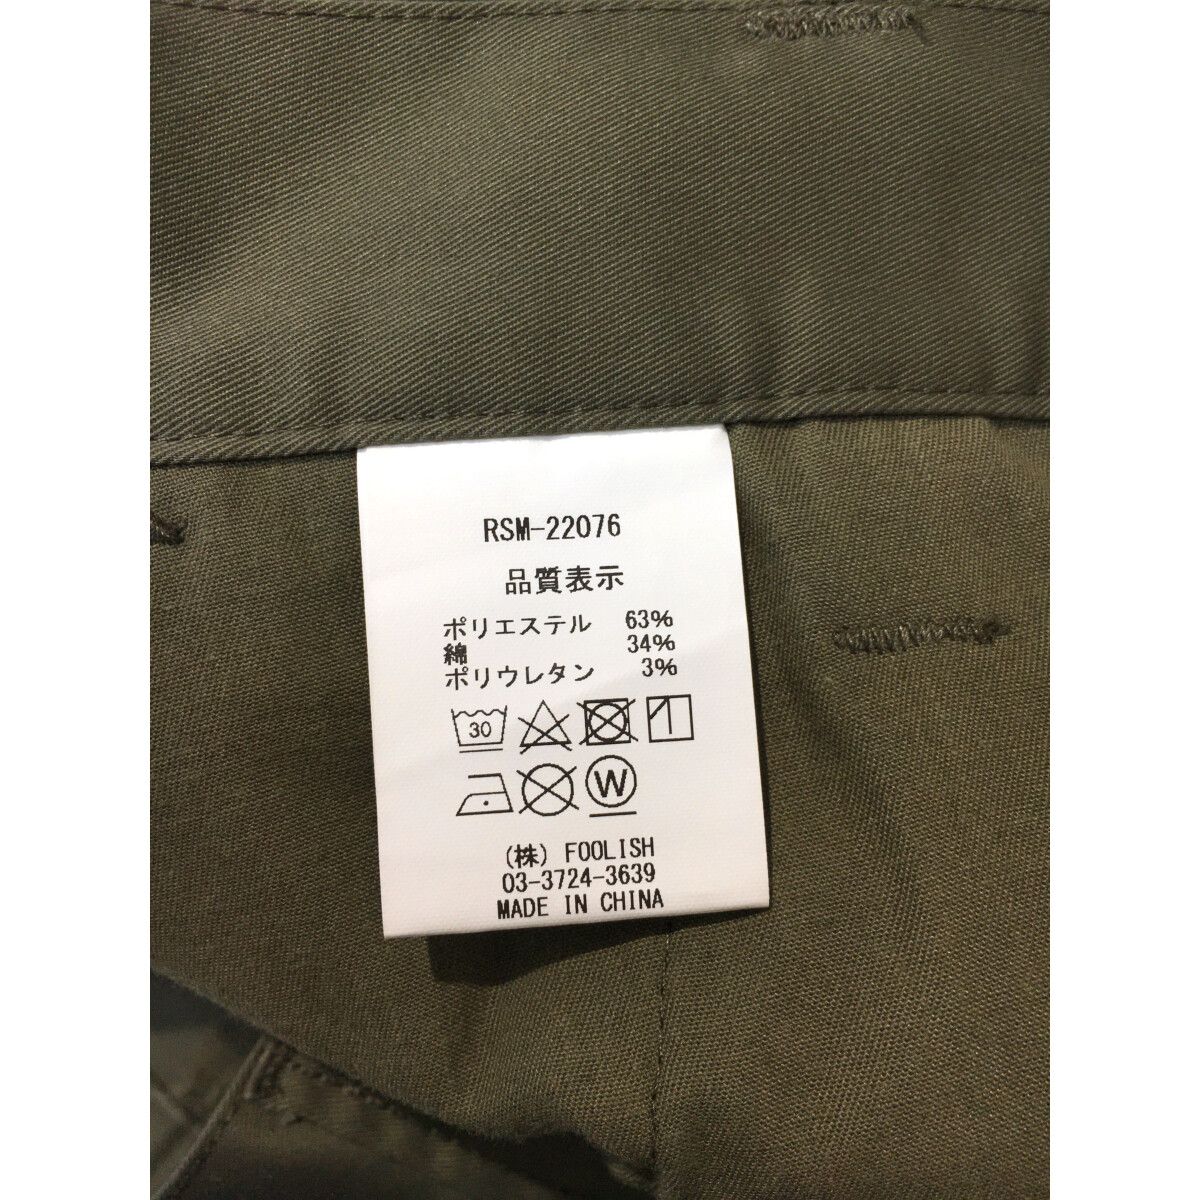 RSM-22076
品質表示
ポリエステル 63%
綿 34%
ポリウレタン 3%
30
W
(株) FOOLISH
03-3724-3639
MADE IN CHINA